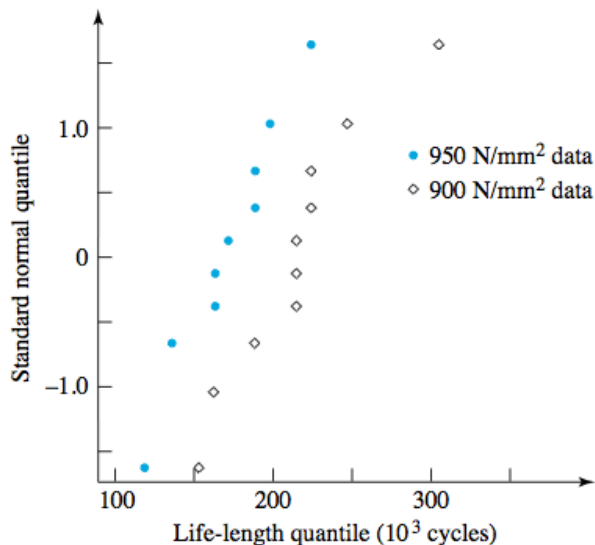 1.0
0
–1.0
Standard normal quantile
950 N/mm² data
900 N/mm² data
100 200 300
Life-length quantile (10³ cycles)